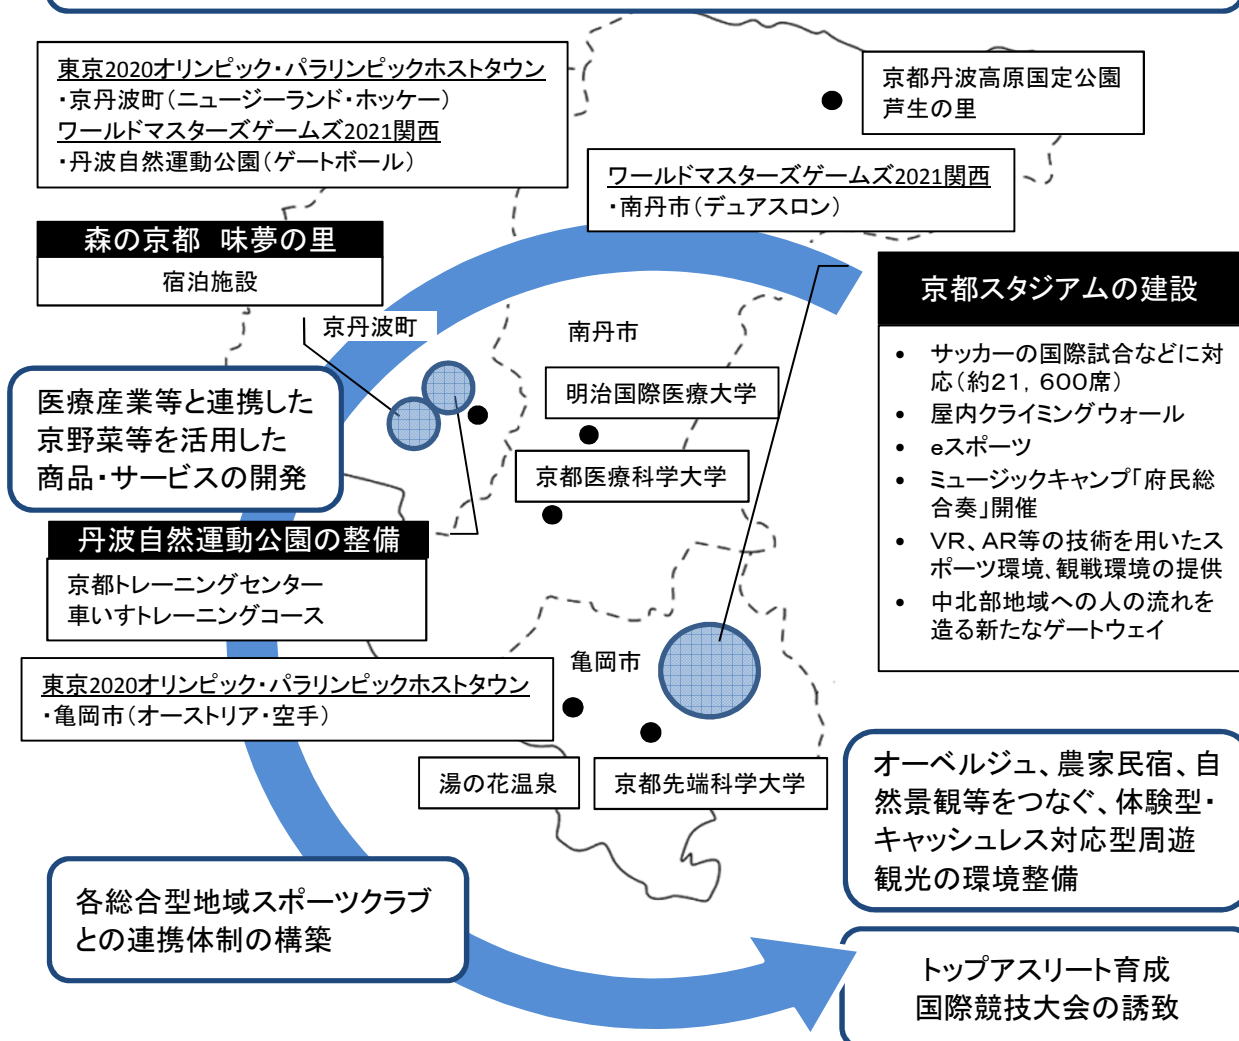 東京2020オリンピック・パラリンピックホストタウン
・京丹波町（ニュージーランド・ホッケー）
ワールドマスターズゲームズ2021関西
・丹波自然運動公園（ゲートボール）
京都丹波高原国定公園
芦生の里
ワールドマスターズゲームズ2021関西
・南丹市（デュアスロン）
森の京都　味夢の里
宿泊施設
京丹波町
南丹市
京都スタジアムの建設
• サッカーの国際試合などに対
応（約２１，６００席）
• 屋内クライミングウォール
• eスポーツ
• ミュージックキャンプ「府民総
合奏」開催
• ＶＲ、ＡＲ等の技術を用いたス
ポーツ環境、観戦環境の提供
• 中北部地域への人の流れを
造る新たなゲートウェイ
医療産業等と連携した
京野菜等を活用した
商品・サービスの開発
明治国際医療大学
京都医療科学大学
丹波自然運動公園の整備
京都トレーニングセンター
車いすトレーニングコース
亀岡市
東京2020オリンピック・パラリンピックホストタウン
・亀岡市（オーストリア・空手）
湯の花温泉
京都先端科学大学
オーベルジュ、農家民宿、自
然景観等をつなぐ、体験型・
キャッシュレス対応型周遊
観光の環境整備
各総合型地域スポーツクラブ
との連携体制の構築
トップアスリート育成
国際競技大会の誘致